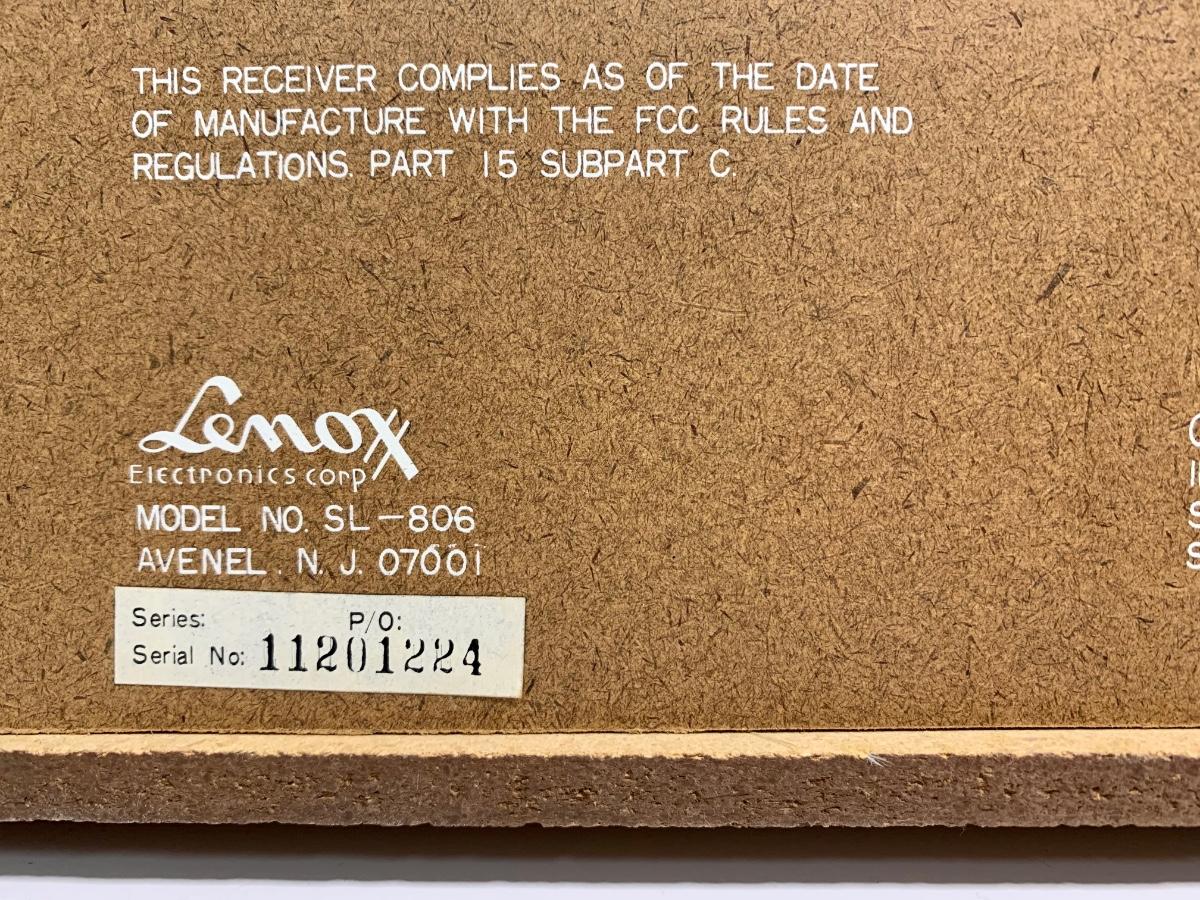 THIS RECEIVER COMPLIES AS OF THE DATE
OF MANUFACTURE WITH THE FCC RULES AND
REGULATIONS. PART 15 SUBPART C.
Lenoxx
Electronics corp
MODEL NO. SL-806
AVENEL. N. J. 07001
Series: P/O:
Serial No: 11201224